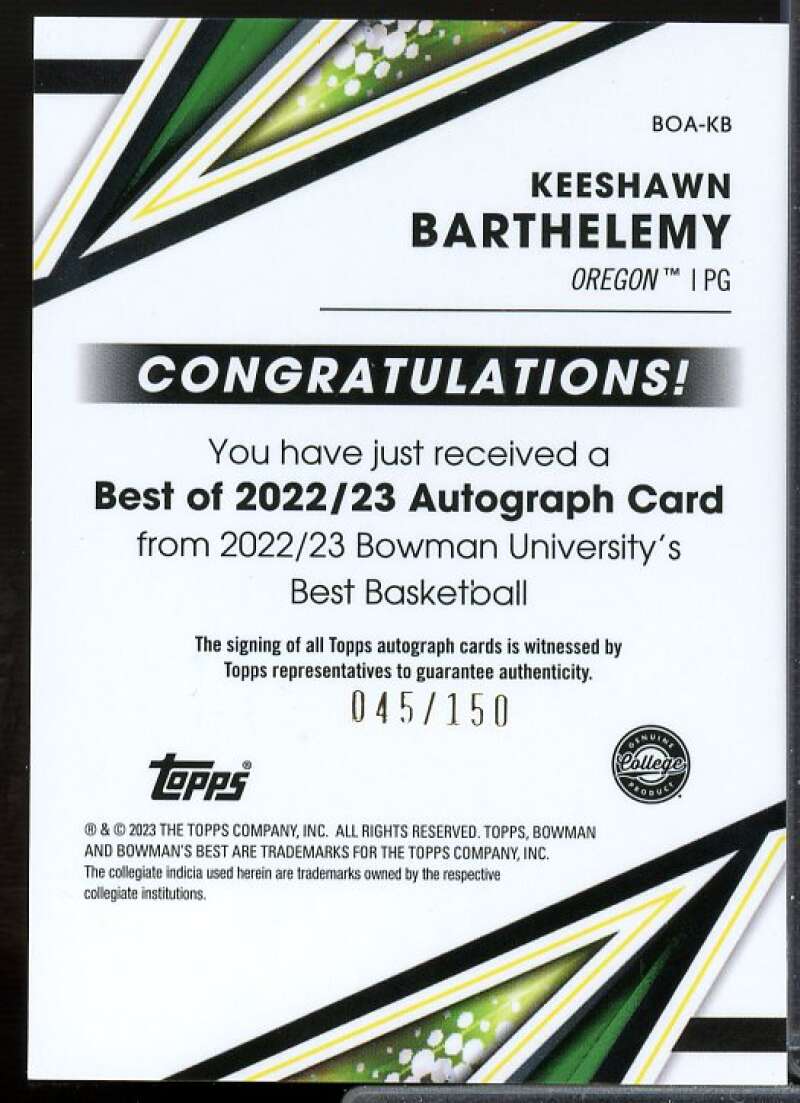 BOA-KB
KEESHAWN
BARTHELEMY
OREGON™ | PG
CONGRATULATIONS!
You have just received a
Best of 2022/23 Autograph Card
from 2022/23 Bowman University's
Best Basketball
The signing of all Topps autograph cards is witnessed by
Topps representatives to guarantee authenticity.
045/150
topps®
GENUINE
College
PRODUCT
® & © 2023 THE TOPPS COMPANY, INC. ALL RIGHTS RESERVED. TOPPS, BOWMAN
AND BOWMAN'S BEST ARE TRADEMARKS FOR THE TOPPS COMPANY, INC.
The collegiate indicia used herein are trademarks owned by the respective
collegiate institutions.